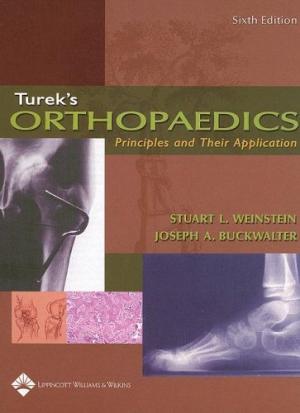 Sixth Edition
Turek's
ORTHOPAEDICS
Principles and Their Application
STUART L. WEINSTEIN
JOSEPH A. BUCKWALTER
LIPPINCOTT WILLIAMS & WILKINS